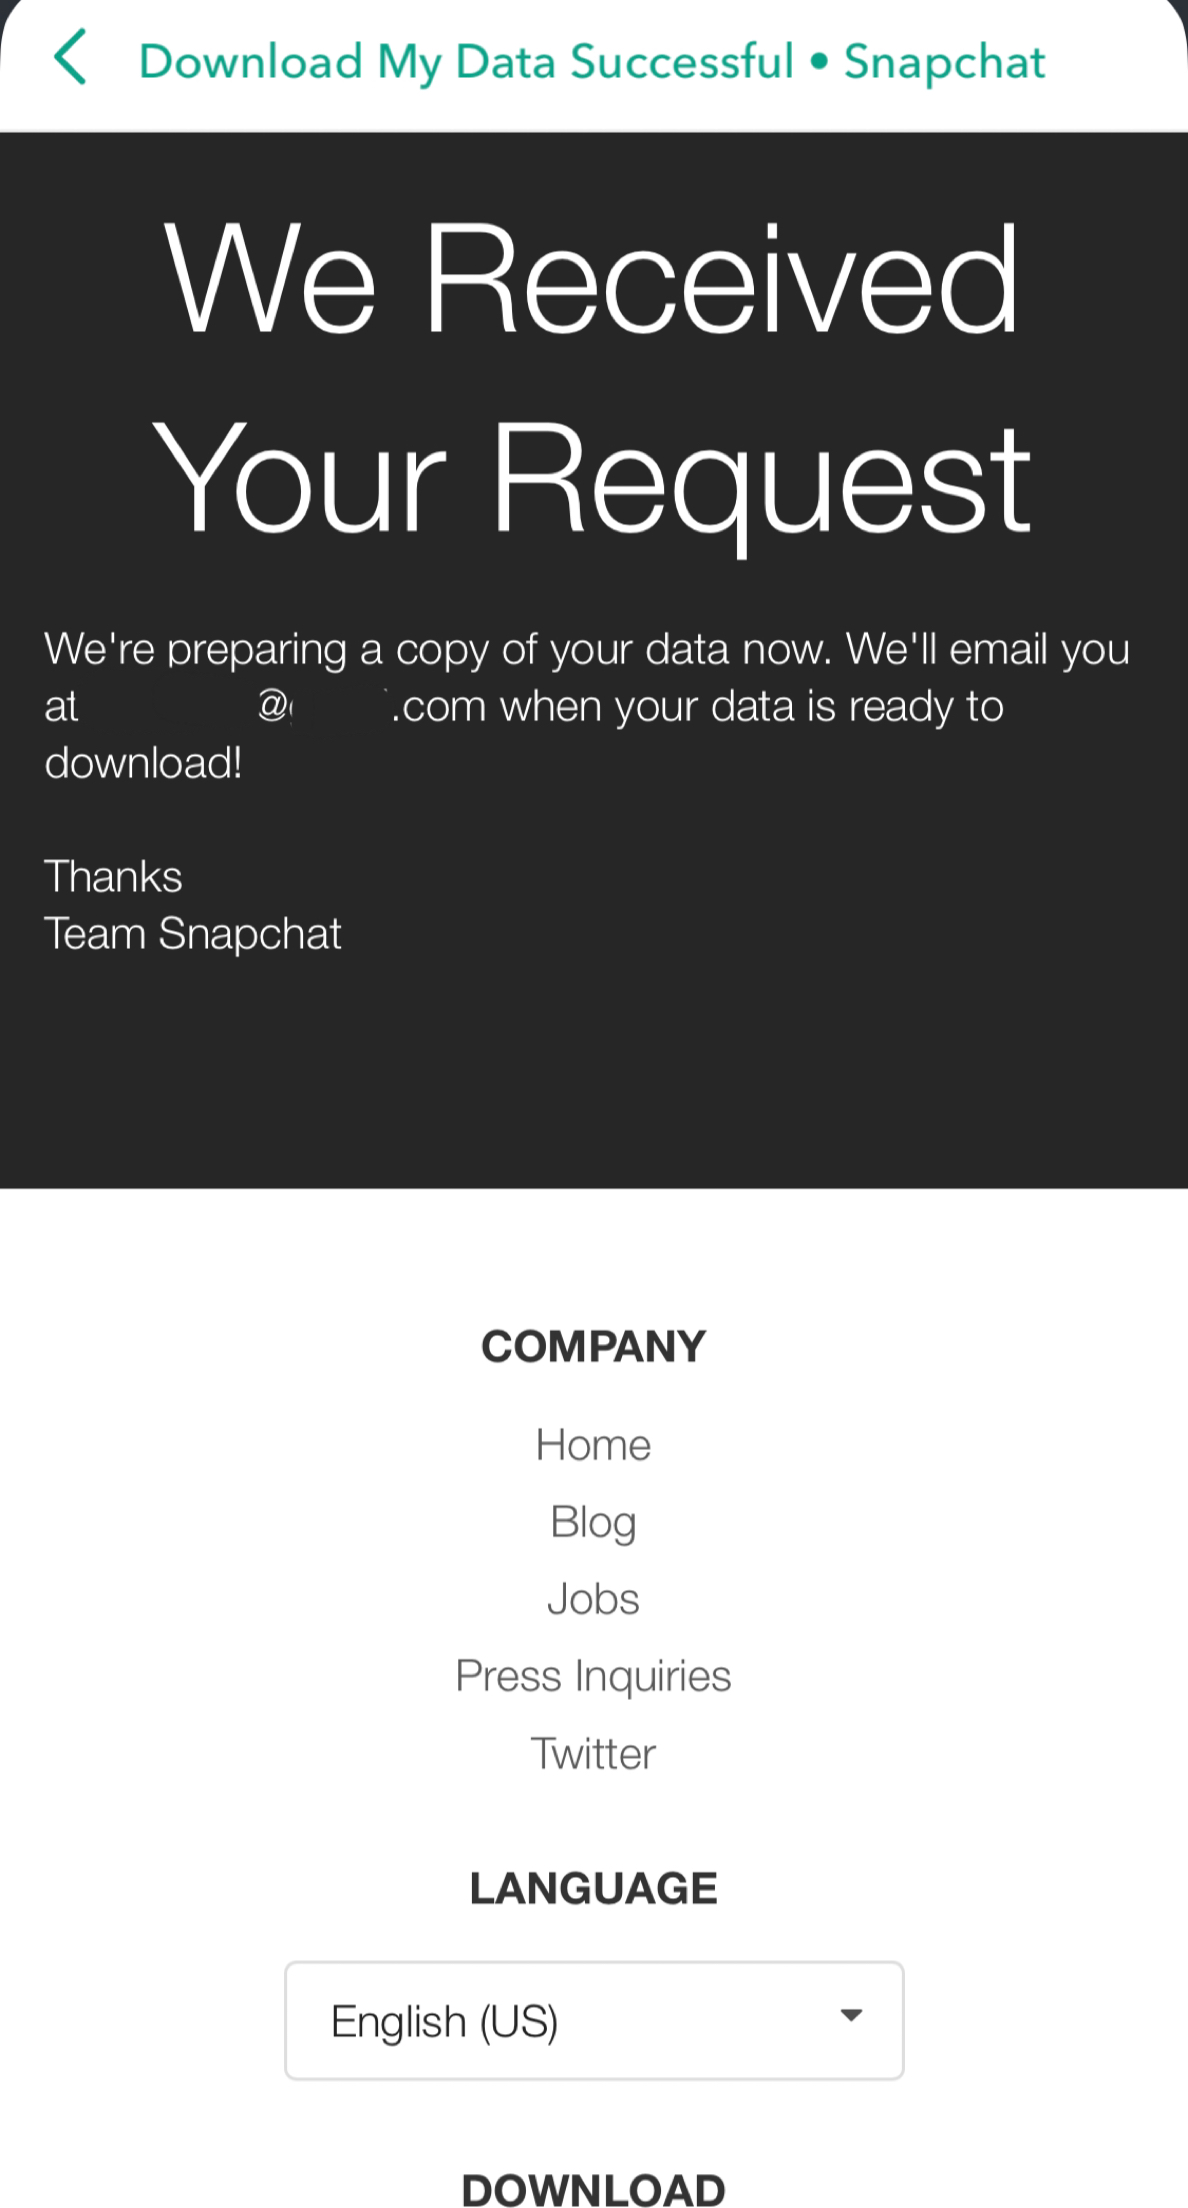 Download My Data Successful • Snapchat
We Received
Your Request
We're preparing a copy of your data now. We'll email you
at @ .com when your data is ready to
download!
Thanks
Team Snapchat
COMPANY
Home
Blog
Jobs
Press Inquiries
Twitter
LANGUAGE
English (US)
DOWNLOAD